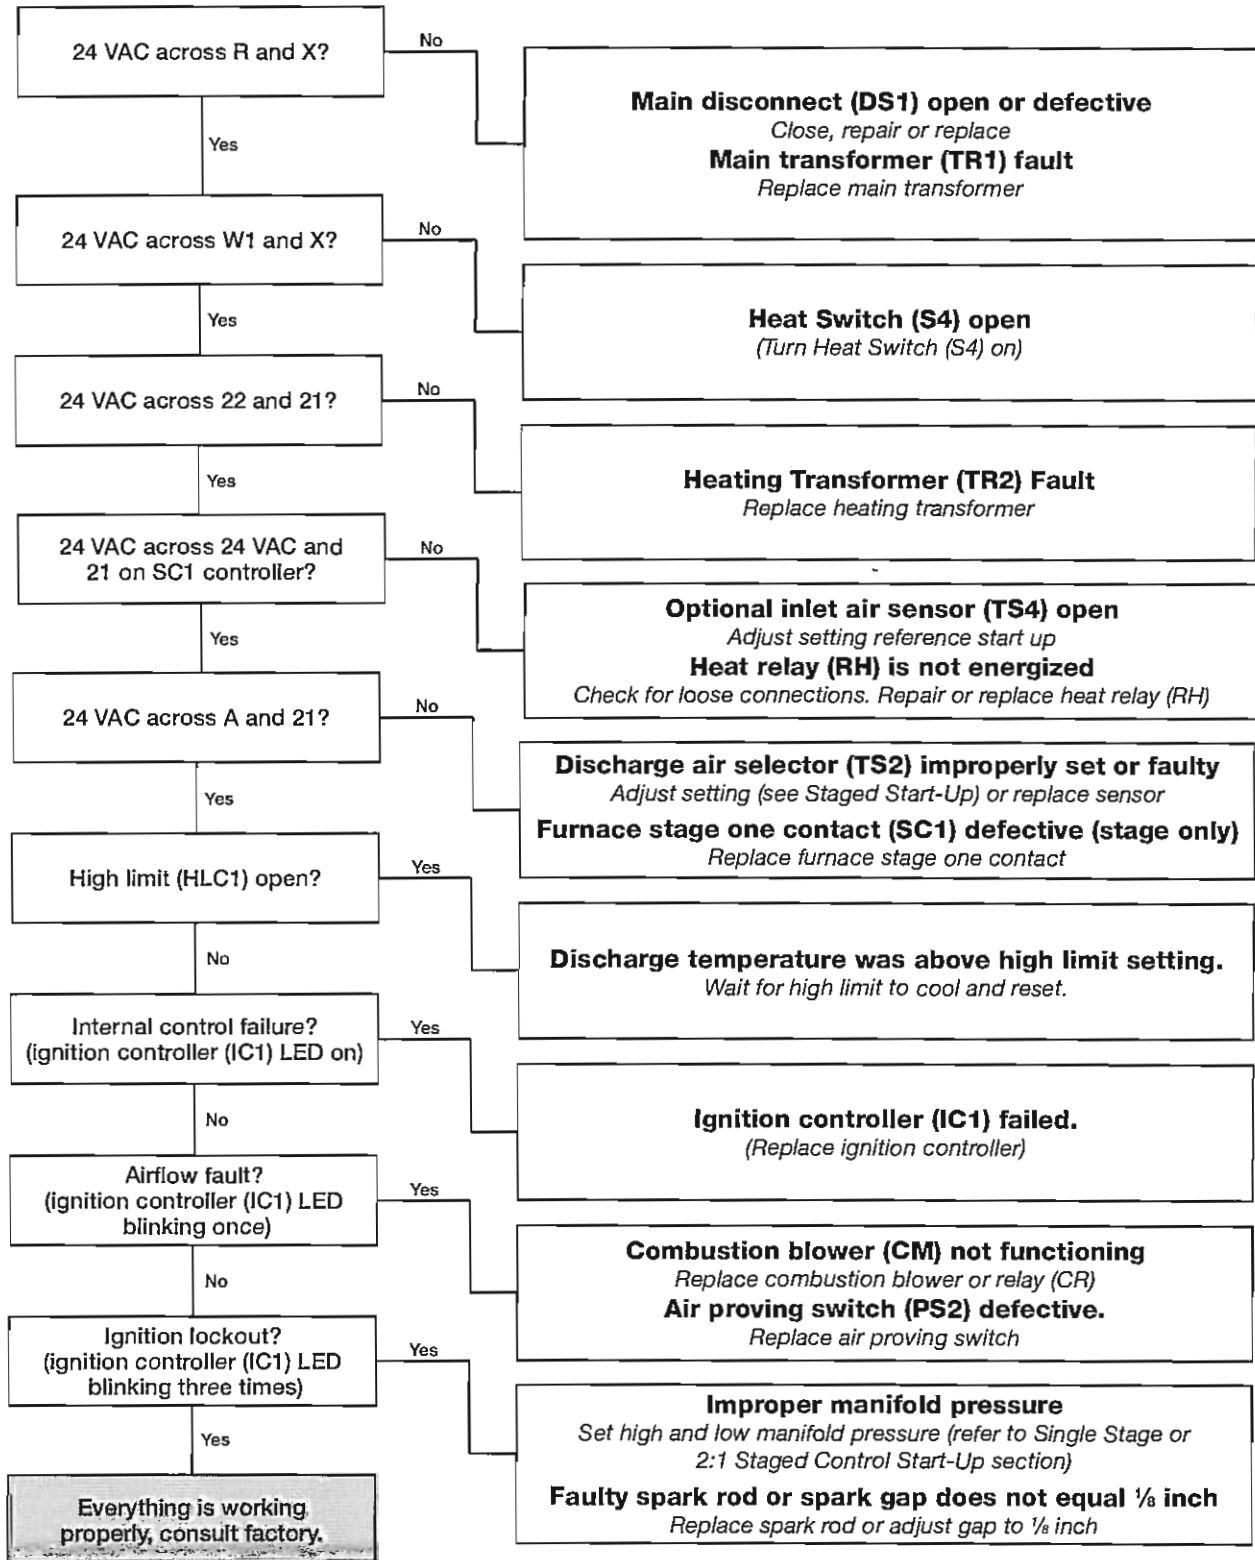 24 VAC across R and X?
No
Main disconnect (DS1) open or defective
Close, repair or replace
Main transformer (TR1) fault
Replace main transformer
Yes
24 VAC across W1 and X?
No
Heat Switch (S4) open
(Turn Heat Switch (S4) on)
Yes
24 VAC across 22 and 21?
No
Heating Transformer (TR2) Fault
Replace heating transformer
Yes
24 VAC across 24 VAC and
21 on SC1 controller?
No
Optional inlet air sensor (TS4) open
Adjust setting reference start up
Heat relay (RH) is not energized
Check for loose connections. Repair or replace heat relay (RH)
Yes
24 VAC across A and 21?
No
Discharge air selector (TS2) improperly set or faulty
Adjust setting (see Staged Start-Up) or replace sensor
Furnace stage one contact (SC1) defective (stage only)
Replace furnace stage one contact
Yes
High limit (HLC1) open?
Yes
Discharge temperature was above high limit setting.
Wait for high limit to cool and reset.
No
Internal control failure?
(ignition controller (IC1) LED on)
Yes
Ignition controller (IC1) failed.
(Replace ignition controller)
No
Airflow fault?
(ignition controller (IC1) LED
blinking once)
Yes
Combustion blower (CM) not functioning
Replace combustion blower or relay (CR)
Air proving switch (PS2) defective.
Replace air proving switch
No
Ignition lockout?
(ignition controller (IC1) LED
blinking three times)
Yes
Improper manifold pressure
Set high and low manifold pressure (refer to Single Stage or
2:1 Staged Control Start-Up section)
Faulty spark rod or spark gap does not equal ⅛ inch
Replace spark rod or adjust gap to ⅛ inch
Yes
Everything is working
properly, consult factory.